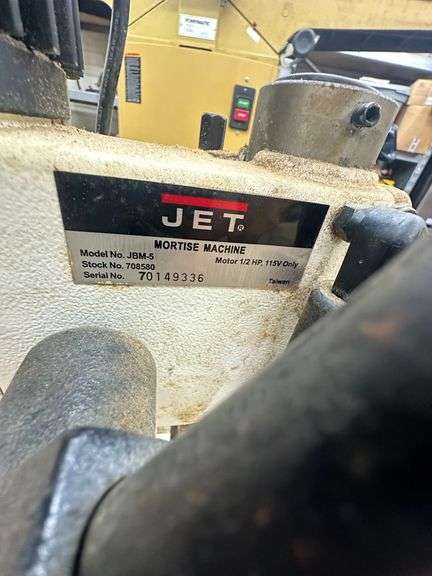 POWERMATIC
JET®
MORTISE MACHINE
Model No. JBM-5
Motor 1/2 HP, 115V Only
Stock No. 708580
Serial No. 70149336
Taiwan